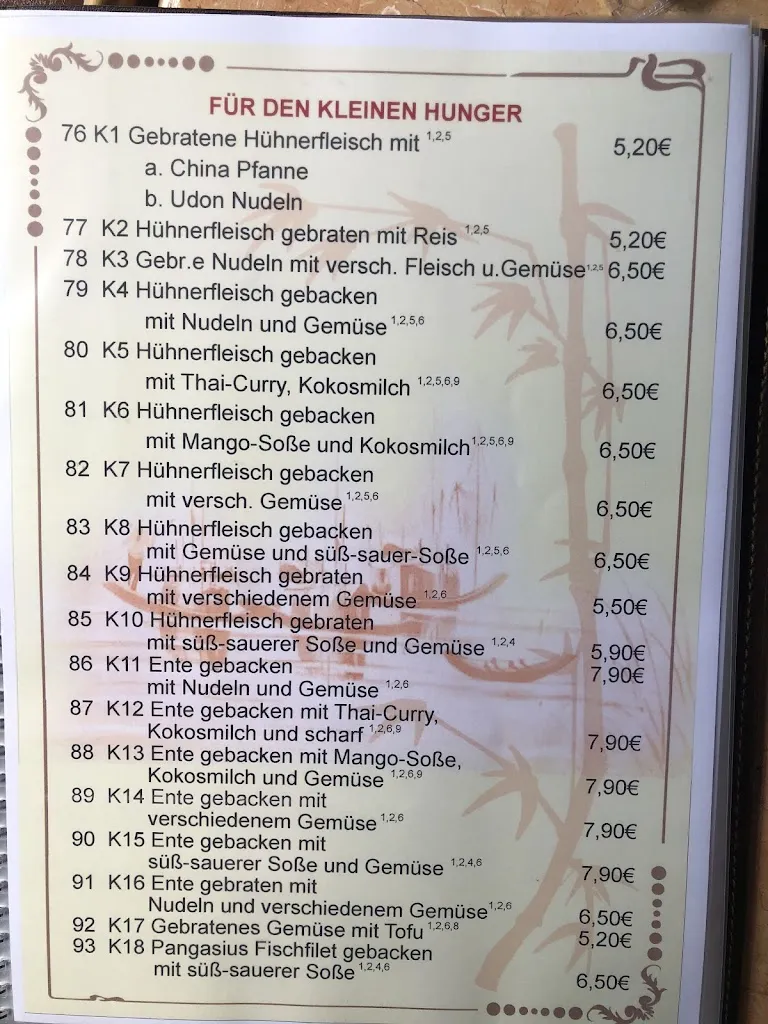 FÜR DEN KLEINEN HUNGER
76 K1 Gebratene Hühnerfleisch mit 1,2,5 5,20€
a. China Pfanne
b. Udon Nudeln
77 K2 Hühnerfleisch gebraten mit Reis 1,2,5 5,20€
78 K3 Gebr.e Nudeln mit versch. Fleisch u.Gemüse 1,2,5 6,50€
79 K4 Hühnerfleisch gebacken
mit Nudeln und Gemüse 1,2,5,6 6,50€
80 K5 Hühnerfleisch gebacken
mit Thai-Curry, Kokosmilch 1,2,5,6,9 6,50€
81 K6 Hühnerfleisch gebacken
mit Mango-Soße und Kokosmilch 1,2,5,6,9 6,50€
82 K7 Hühnerfleisch gebacken
mit versch. Gemüse 1,2,5,6 6,50€
83 K8 Hühnerfleisch gebacken
mit Gemüse und süß-sauer-Soße 1,2,5,6 6,50€
84 K9 Hühnerfleisch gebraten
mit verschiedenem Gemüse 1,2,6 5,50€
85 K10 Hühnerfleisch gebraten
mit süß-sauerer Soße und Gemüse 1,2,4 5,90€
86 K11 Ente gebacken 7,90€
mit Nudeln und Gemüse 1,2,6
87 K12 Ente gebacken mit Thai-Curry,
Kokosmilch und scharf 1,2,6,9 7,90€
88 K13 Ente gebacken mit Mango-Soße,
Kokosmilch und Gemüse 1,2,6,9 7,90€
89 K14 Ente gebacken mit
verschiedenem Gemüse 1,2,6 7,90€
90 K15 Ente gebacken mit
süß-sauerer Soße und Gemüse 1,2,4,6 7,90€
91 K16 Ente gebraten mit
Nudeln und verschiedenem Gemüse 1,2,6 6,50€
92 K17 Gebratenes Gemüse mit Tofu 1,2,6,8 5,20€
93 K18 Pangasius Fischfilet gebacken
mit süß-sauerer Soße 1,2,4,6 6,50€